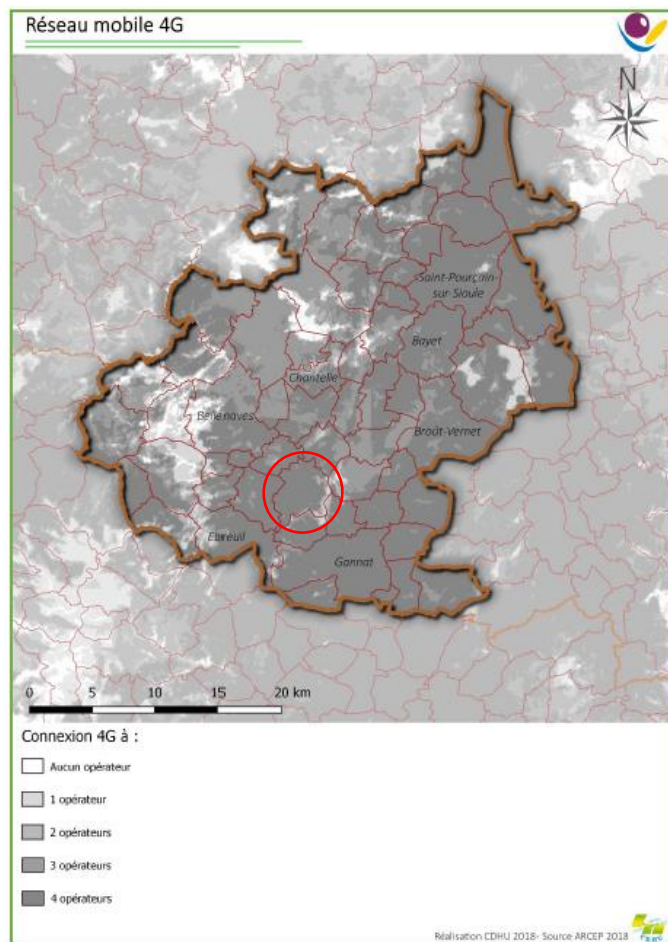 Réseau mobile 4G
N
Saint-Pourçain-
sur-Sioule
Bayet
Chantelle
Bellenaves
Broût-Vernet
Ebreuil
Gannat
0 5 10 15 20 km
Connexion 4G à :
Aucun opérateur
1 opérateur
2 opérateurs
3 opérateurs
4 opérateurs
Réalisation CDHU 2018- Source ARCEP 2018